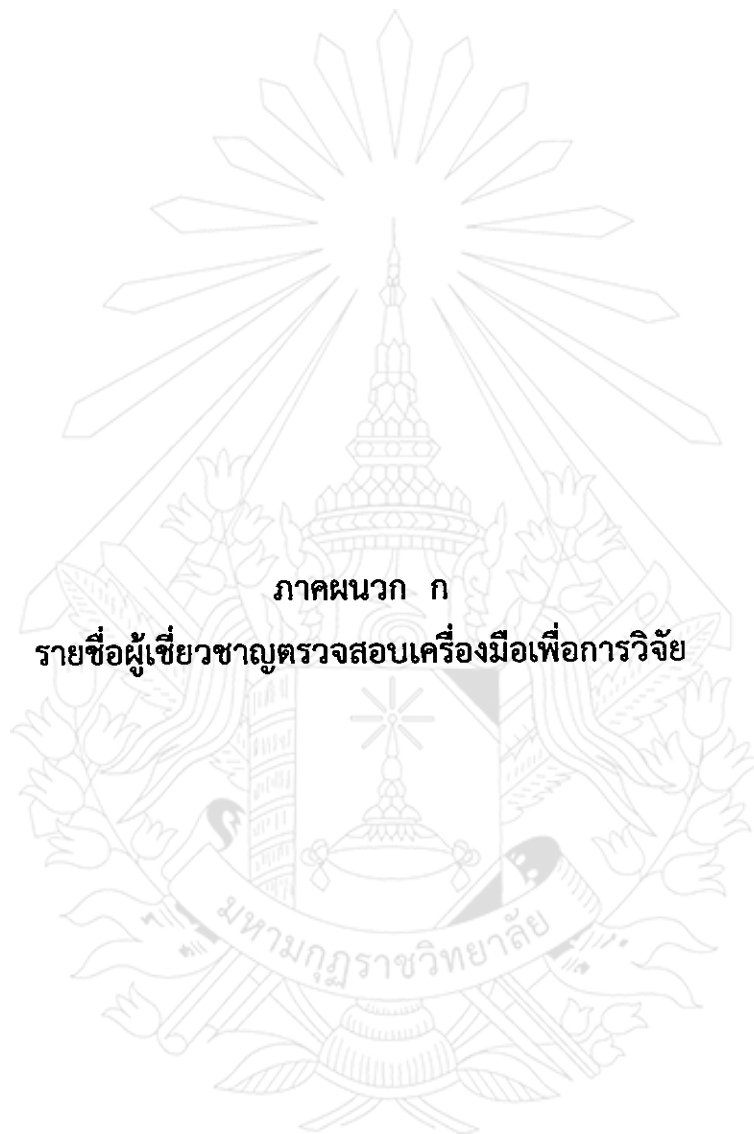 ภาคผนวก ก
รายชื่อผู้เชี่ยวชาญตรวจสอบเครื่องมือเพื่อการวิจัย
มหามกุฏราชวิทยาลัย